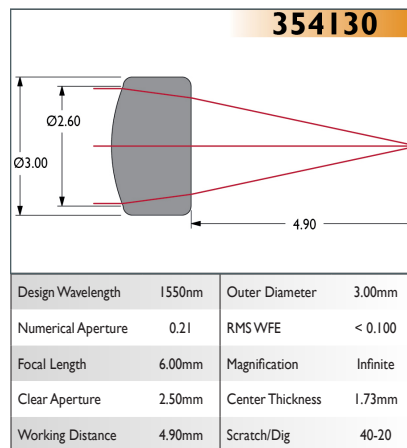 354130
Ø2.60
Ø3.00
4.90
Design Wavelength 1550nm Outer Diameter 3.00mm
Numerical Aperture 0.21 RMS WFE < 0.100
Focal Length 6.00mm Magnification Infinite
Clear Aperture 2.50mm Center Thickness 1.73mm
Working Distance 4.90mm Scratch/Dig 40-20